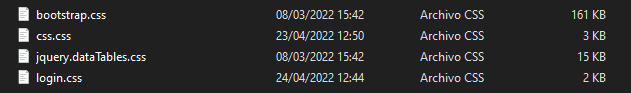 bootstrap.css 08/03/2022 15:42 Archivo CSS 161 KB
css.css 23/04/2022 12:50 Archivo CSS 3 KB
jquery.dataTables.css 08/03/2022 15:42 Archivo CSS 15 KB
login.css 24/04/2022 12:44 Archivo CSS 2 KB